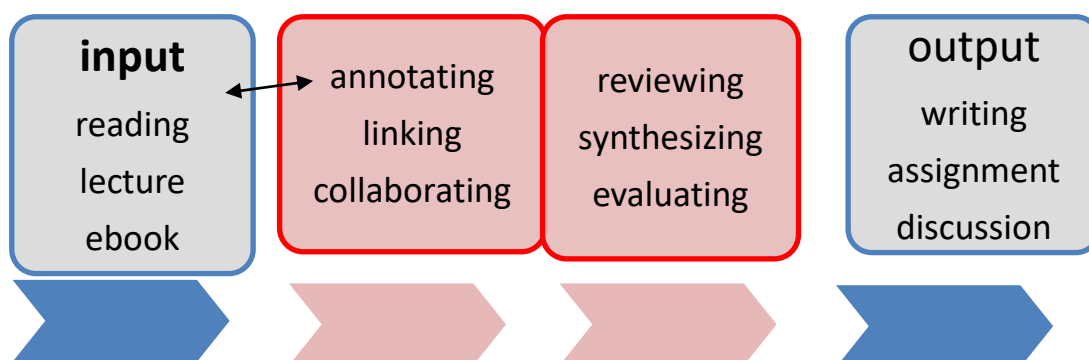 input
reading
lecture
ebook
annotating
linking
collaborating
reviewing
synthesizing
evaluating
output
writing
assignment
discussion